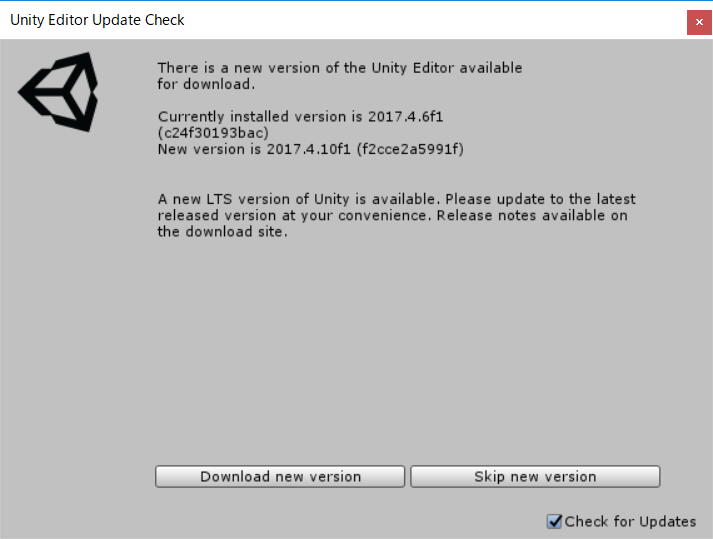 Unity Editor Update Check
There is a new version of the Unity Editor available
for download.
Currently installed version is 2017.4.6f1
(c24f30193bac)
New version is 2017.4.10f1 (f2cce2a5991f)
A new LTS version of Unity is available. Please update to the latest
released version at your convenience. Release notes available on
the download site.
Download new version
Skip new version
Check for Updates